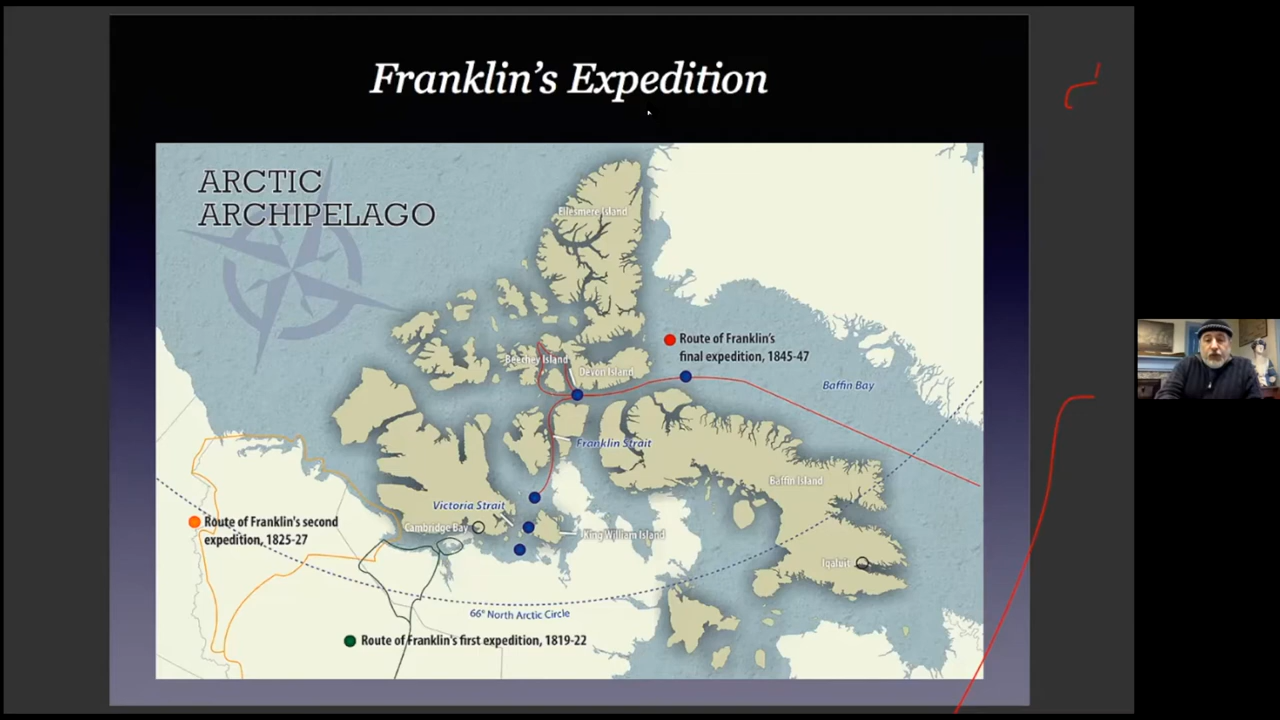 Franklin's Expedition
ARCTIC
ARCHIPELAGO
Ellesmere Island
Route of Franklin's
final expedition, 1845-47
Beechey Island
Devon Island
Baffin Bay
Franklin Strait
Baffin Island
Victoria Strait
Cambridge Bay
Route of Franklin's second
expedition, 1825-27
King William Island
Iqaluit
66° North Arctic Circle
Route of Franklin's first expedition, 1819-22